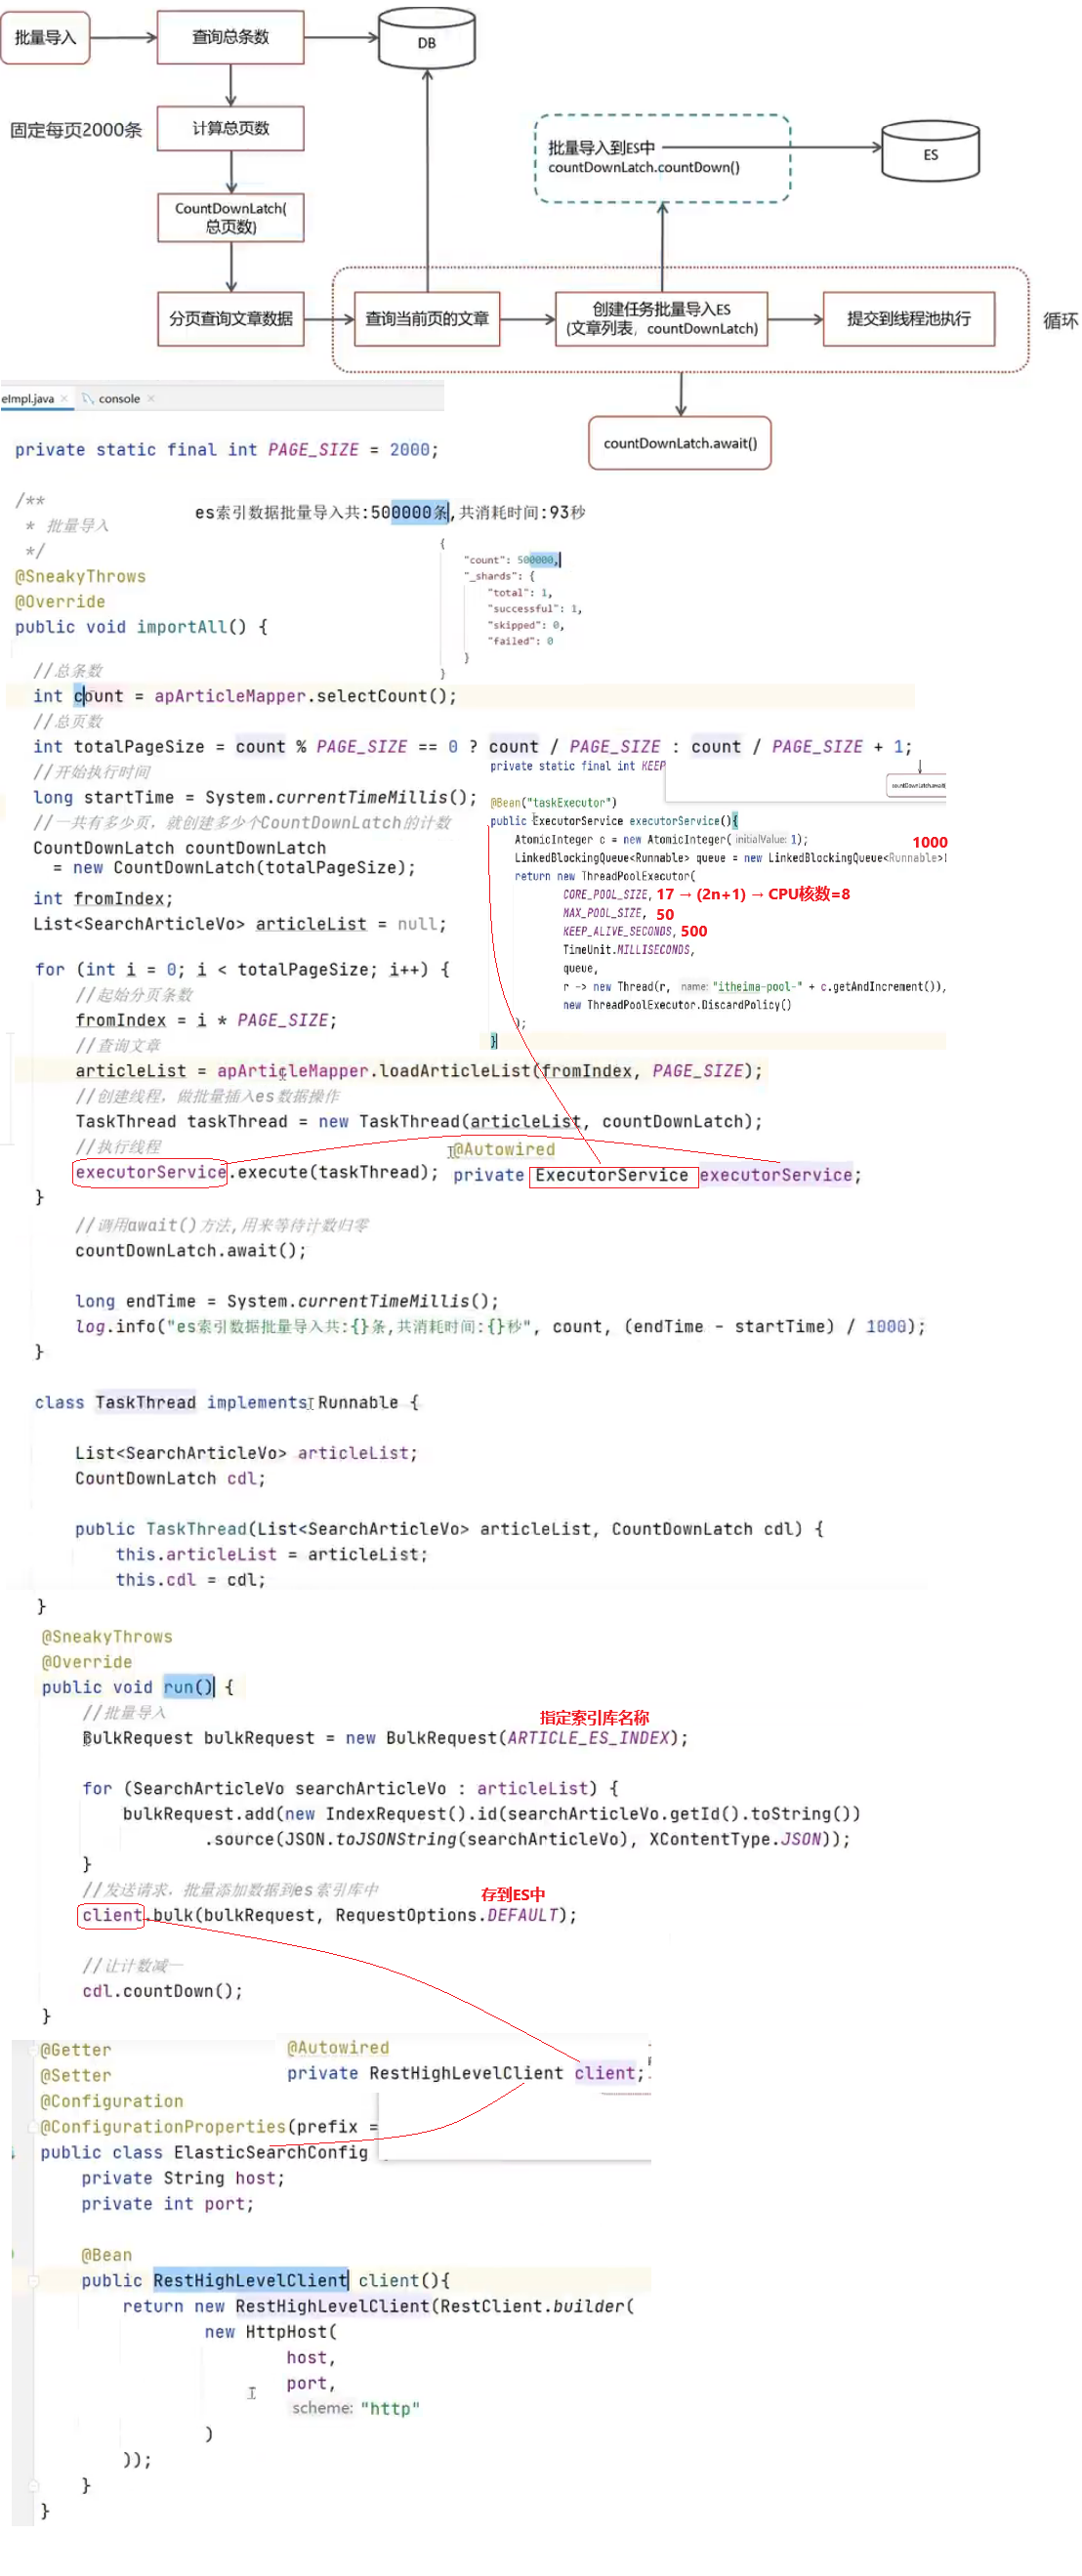 批量导入
查询总条数
DB
固定每页2000条
计算总页数
批量导入到ES中
countDownLatch.countDown()
ES
CountDownLatch(
总页数)
分页查询文章数据
查询当前页的文章
创建任务批量导入ES
(文章列表，countDownLatch)
提交到线程池执行
循环
countDownLatch.await()
eImpl.java
console
private static final int PAGE_SIZE = 2000;
/**
* 批量导入
*/
es索引数据批量导入共:500000条,共消耗时间:93秒
{
"count": 500000,
"_shards": {
"total": 1,
"successful": 1,
"skipped": 0,
"failed": 0
}
}
@SneakyThrows
@Override
public void importAll() {
//总条数
int count = apArticleMapper.selectCount();
//总页数
int totalPageSize = count % PAGE_SIZE == 0 ? count / PAGE_SIZE : count / PAGE_SIZE + 1;
//开始执行时间
long startTime = System.currentTimeMillis();
//一共有多少页，就创建多少个CountDownLatch的计数
CountDownLatch countDownLatch
= new CountDownLatch(totalPageSize);
int fromIndex;
List<SearchArticleVo> articleList = null;
private static final int KEEP
countDownLatch.await
@Bean("taskExecutor")
public ExecutorService executorService(){
AtomicInteger c = new AtomicInteger( initialValue: 1);
1000
LinkedBlockingQueue<Runnable> queue = new LinkedBlockingQueue<Runnable>
return new ThreadPoolExecutor(
CORE_POOL_SIZE, 17 → (2n+1) → CPU核数=8
MAX_POOL_SIZE, 50
KEEP_ALIVE_SECONDS, 500
TimeUnit.MILLISECONDS,
queue,
r -> new Thread(r, name: "itheima-pool-" + c.getAndIncrement()),
new ThreadPoolExecutor.DiscardPolicy()
);
}
for (int i = 0; i < totalPageSize; i++) {
//起始分页条数
fromIndex = i * PAGE_SIZE;
//查询文章
articleList = apArticleMapper.loadArticleList(fromIndex, PAGE_SIZE);
//创建线程，做批量插入es数据操作
TaskThread taskThread = new TaskThread(articleList, countDownLatch);
//执行线程
executorService.execute(taskThread);
}
@Autowired
private ExecutorService executorService;
//调用await()方法,用来等待计数归零
countDownLatch.await();
long endTime = System.currentTimeMillis();
log.info("es索引数据批量导入共:{}条,共消耗时间:{}秒", count, (endTime - startTime) / 1000);
}
class TaskThread implements Runnable {
List<SearchArticleVo> articleList;
CountDownLatch cdl;
public TaskThread(List<SearchArticleVo> articleList, CountDownLatch cdl) {
this.articleList = articleList;
this.cdl = cdl;
}
@SneakyThrows
@Override
public void run() {
//批量导入
指定索引库名称
BulkRequest bulkRequest = new BulkRequest(ARTICLE_ES_INDEX);
for (SearchArticleVo searchArticleVo : articleList) {
bulkRequest.add(new IndexRequest().id(searchArticleVo.getId().toString())
.source(JSON.toJSONString(searchArticleVo), XContentType.JSON));
}
//发送请求，批量添加数据到es索引库中
存到ES中
client.bulk(bulkRequest, RequestOptions.DEFAULT);
//让计数减一
cdl.countDown();
}
@Autowired
private RestHighLevelClient client;
@Getter
@Setter
@Configuration
@ConfigurationProperties(prefix =
public class ElasticSearchConfig
private String host;
private int port;
@Bean
public RestHighLevelClient client(){
return new RestHighLevelClient(RestClient.builder(
new HttpHost(
host,
port,
scheme: "http"
)
));
}
}